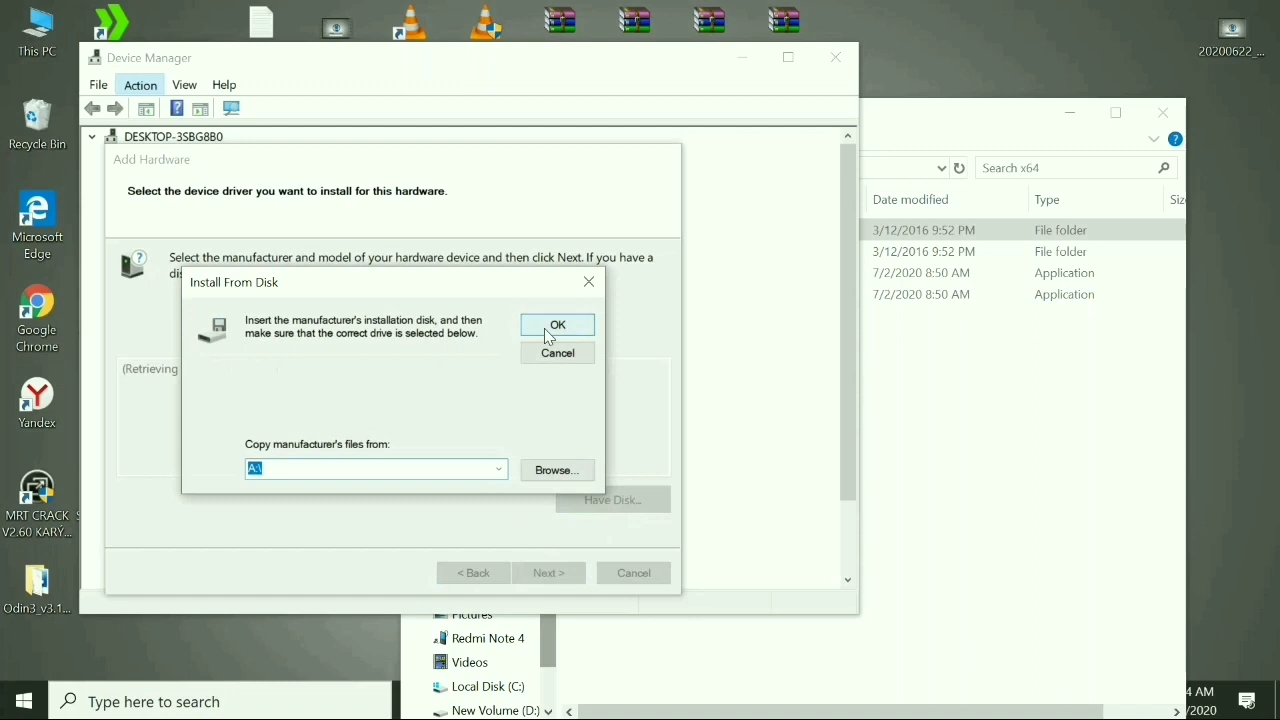 This PC
20200622_...
Device Manager
File Action View Help
Recycle Bin
DESKTOP-3SBG8B0
Add Hardware
Search x64
Select the device driver you want to install for this hardware.
Date modified Type Siz
Microsoft
Edge
3/12/2016 9:52 PM File folder
3/12/2016 9:52 PM File folder
7/2/2020 8:50 AM Application
7/2/2020 8:50 AM Application
Select the manufacturer and model of your hardware device and then click Next. If you have a
Install From Disk
Insert the manufacturer's installation disk, and then
make sure that the correct drive is selected below.
OK
Cancel
Google
Chrome
(Retrieving
Yandex
Copy manufacturer's files from:
A:\
Browse...
Have Disk...
MRT CRACK
V2.60 KARY...
< Back Next > Cancel
Odin3_v3.1...
Pictures
Redmi Note 4
Videos
Local Disk (C:)
New Volume (D:)
Type here to search
4 AM
/2020